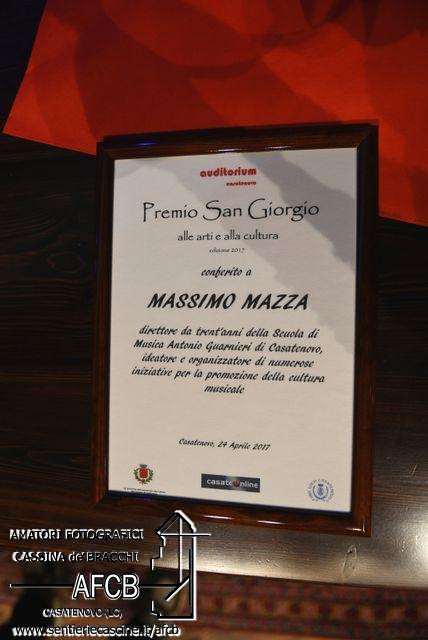 auditorium
casatenovo
Premio San Giorgio
alle arti e alla cultura
edizione 2017
conferito a
MASSIMO MAZZA
direttore da trent'anni della Scuola di
Musica Antonio Guarnieri di Casatenovo,
ideatore e organizzatore di numerose
iniziative per la promozione della cultura
musicale
Casatenovo, 24 Aprile 2017
casateonline
AMATORI FOTOGRAFICI
CASSINA de' BRACCHI
AFCB
CASATENOVO (LC)
www.sentieriecascine.it/afcb